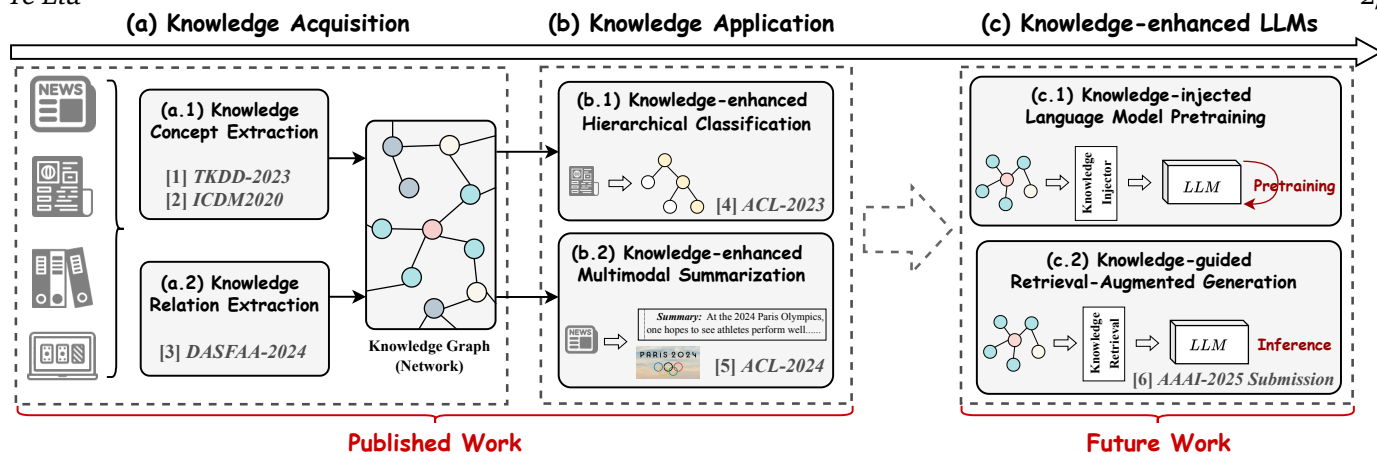 (a) Knowledge Acquisition
(b) Knowledge Application
(c) Knowledge-enhanced LLMs
NEWS
(a.1) Knowledge
Concept Extraction
[1] TKDD-2023
[2] ICDM2020
(a.2) Knowledge
Relation Extraction
[3] DASFAA-2024
Knowledge Graph
(Network)
(b.1) Knowledge-enhanced
Hierarchical Classification
[4] ACL-2023
(b.2) Knowledge-enhanced
Multimodal Summarization
NEWS
Summary: At the 2024 Paris Olympics,
one hopes to see athletes perform well......
PARIS 2024
[5] ACL-2024
(c.1) Knowledge-injected
Language Model Pretraining
Knowledge
Injector
LLM
Pretraining
(c.2) Knowledge-guided
Retrieval-Augmented Generation
Knowledge
Retrieval
LLM
Inference
[6] AAAI-2025 Submission
Published Work
Future Work